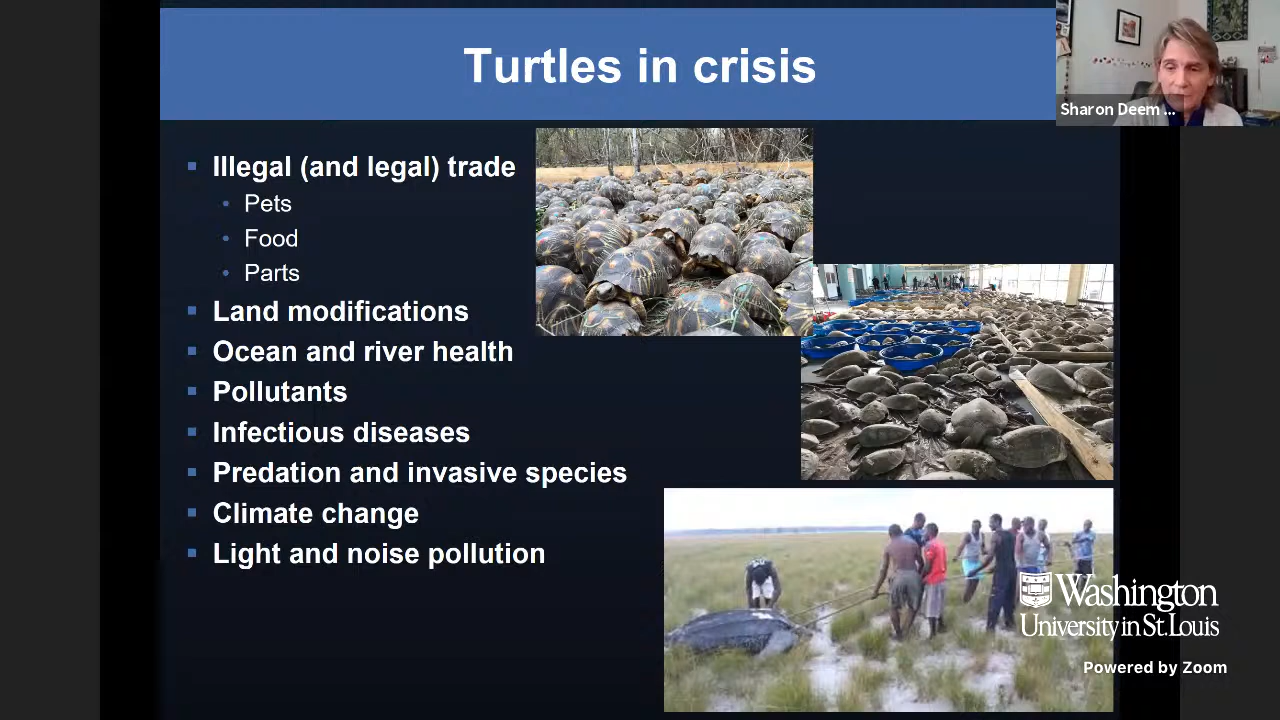 Turtles in crisis
Sharon Deem ...
Illegal (and legal) trade
Pets
Food
Parts
Land modifications
Ocean and river health
Pollutants
Infectious diseases
Predation and invasive species
Climate change
Light and noise pollution
Washington
University in St. Louis
Powered by Zoom